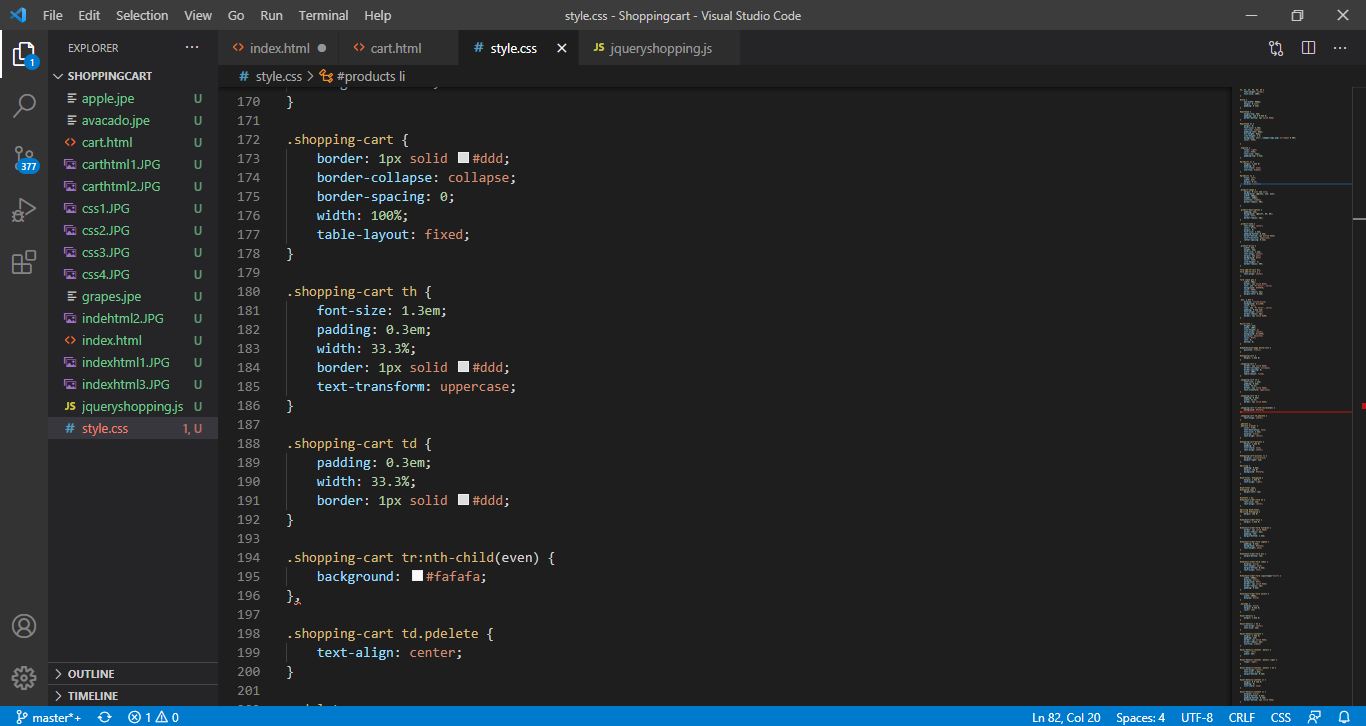 File Edit Selection View Go Run Terminal Help
style.css - Shoppingcart - Visual Studio Code
EXPLORER
index.html
cart.html
# style.css
JS jqueryshopping.js
1
377
SHOPPINGCART
apple.jpe U
avacado.jpe U
cart.html U
carthtml1.JPG U
carthtml2.JPG U
css1.JPG U
css2.JPG U
css3.JPG U
css4.JPG U
grapes.jpe U
indehtml2.JPG U
index.html U
indexhtml1.JPG U
indexhtml3.JPG U
JS jqueryshopping.js U
# style.css 1, U
OUTLINE
TIMELINE
# style.css > #products li
170 }
171
172 .shopping-cart {
173 border: 1px solid #ddd;
174 border-collapse: collapse;
175 border-spacing: 0;
176 width: 100%;
177 table-layout: fixed;
178 }
179
180 .shopping-cart th {
181 font-size: 1.3em;
182 padding: 0.3em;
183 width: 33.3%;
184 border: 1px solid #ddd;
185 text-transform: uppercase;
186 }
187
188 .shopping-cart td {
189 padding: 0.3em;
190 width: 33.3%;
191 border: 1px solid #ddd;
192 }
193
194 .shopping-cart tr:nth-child(even) {
195 background: #fafafa;
196 },
197
198 .shopping-cart td.pdelete {
199 text-align: center;
200 }
201
master*+
1 0
Ln 82, Col 20 Spaces: 4 UTF-8 CRLF CSS